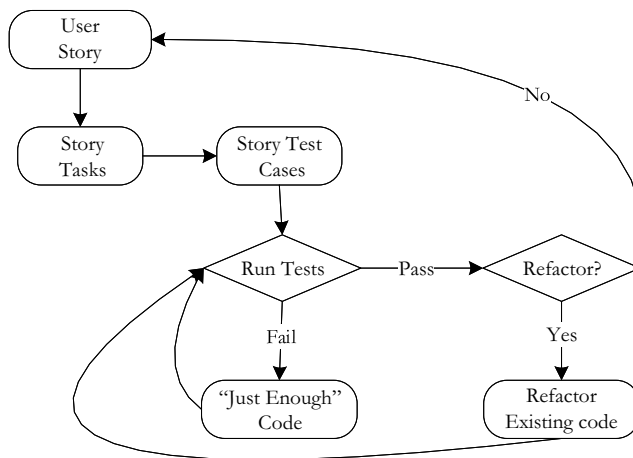 User
Story
No
Story
Tasks
Story Test
Cases
Run Tests
Pass
Refactor?
Fail
Yes
“Just Enough”
Code
Refactor
Existing code